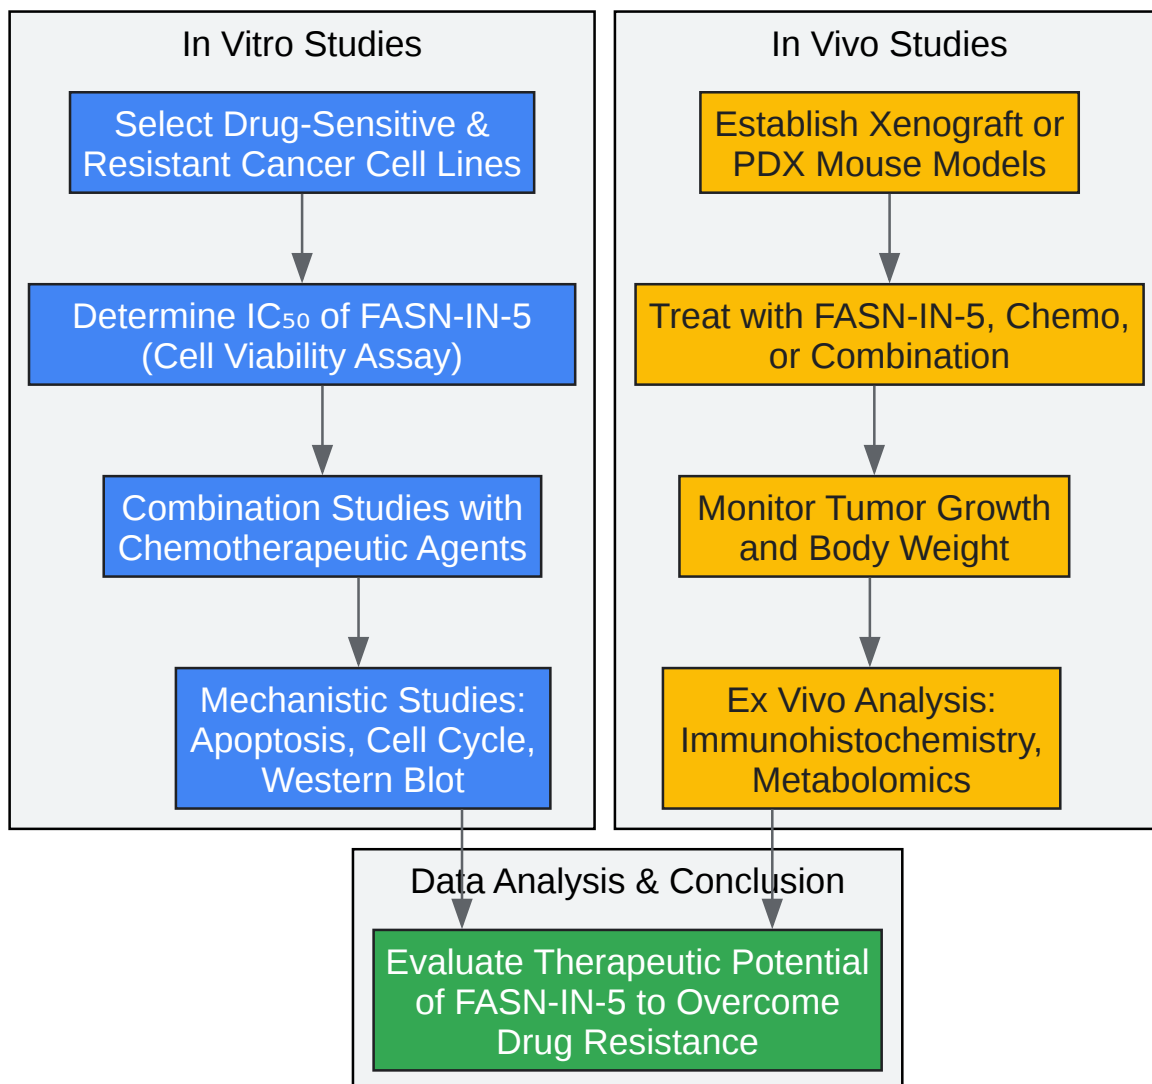 In Vitro Studies
Select Drug-Sensitive &
Resistant Cancer Cell Lines
Determine IC₅₀ of FASN-IN-5
(Cell Viability Assay)
Combination Studies with
Chemotherapeutic Agents
Mechanistic Studies:
Apoptosis, Cell Cycle,
Western Blot
In Vivo Studies
Establish Xenograft or
PDX Mouse Models
Treat with FASN-IN-5, Chemo,
or Combination
Monitor Tumor Growth
and Body Weight
Ex Vivo Analysis:
Immunohistochemistry,
Metabolomics
Data Analysis & Conclusion
Evaluate Therapeutic Potential
of FASN-IN-5 to Overcome
Drug Resistance